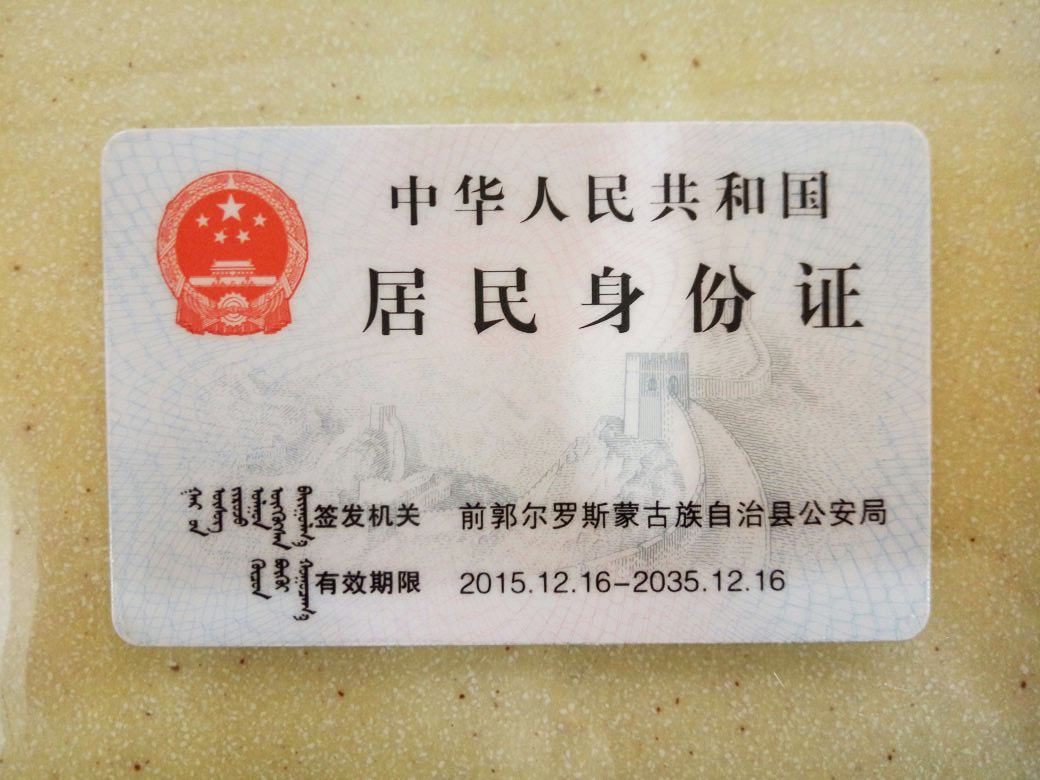 中华人民共和国
居民身份证
签发机关 前郭尔罗斯蒙古族自治县公安局
有效期限 2015.12.16-2035.12.16